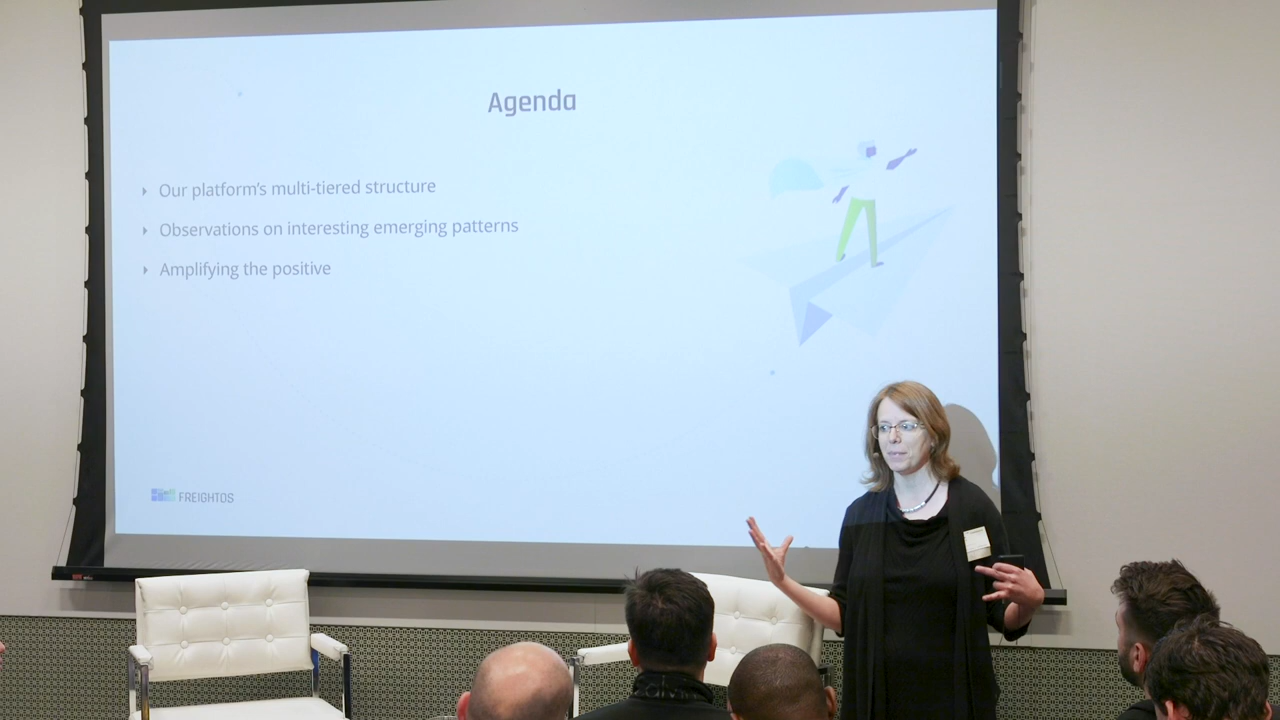 Agenda
Our platform's multi-tiered structure
Observations on interesting emerging patterns
Amplifying the positive
FREIGHTOS